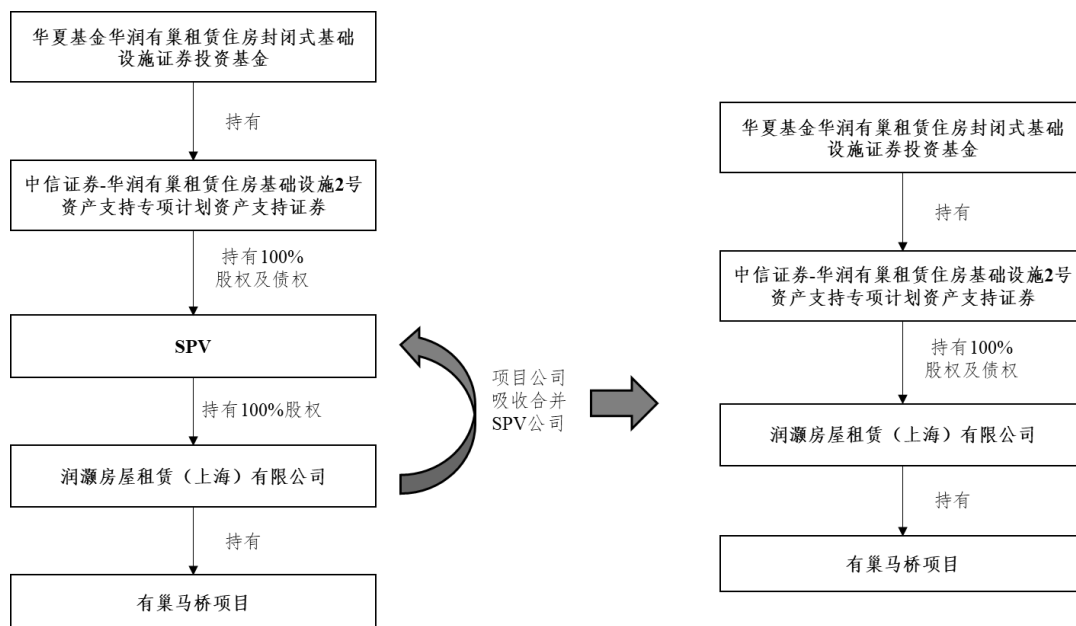 华夏基金华润有巢租赁住房封闭式基础
设施证券投资基金
持有
中信证券-华润有巢租赁住房基础设施2号
资产支持专项计划资产支持证券
持有100%
股权及债权
SPV
持有100%股权
润灏房屋租赁（上海）有限公司
持有
有巢马桥项目
项目公司
吸收合并
SPV公司
华夏基金华润有巢租赁住房封闭式基础
设施证券投资基金
持有
中信证券-华润有巢租赁住房基础设施2号
资产支持专项计划资产支持证券
持有100%
股权及债权
润灏房屋租赁（上海）有限公司
持有
有巢马桥项目